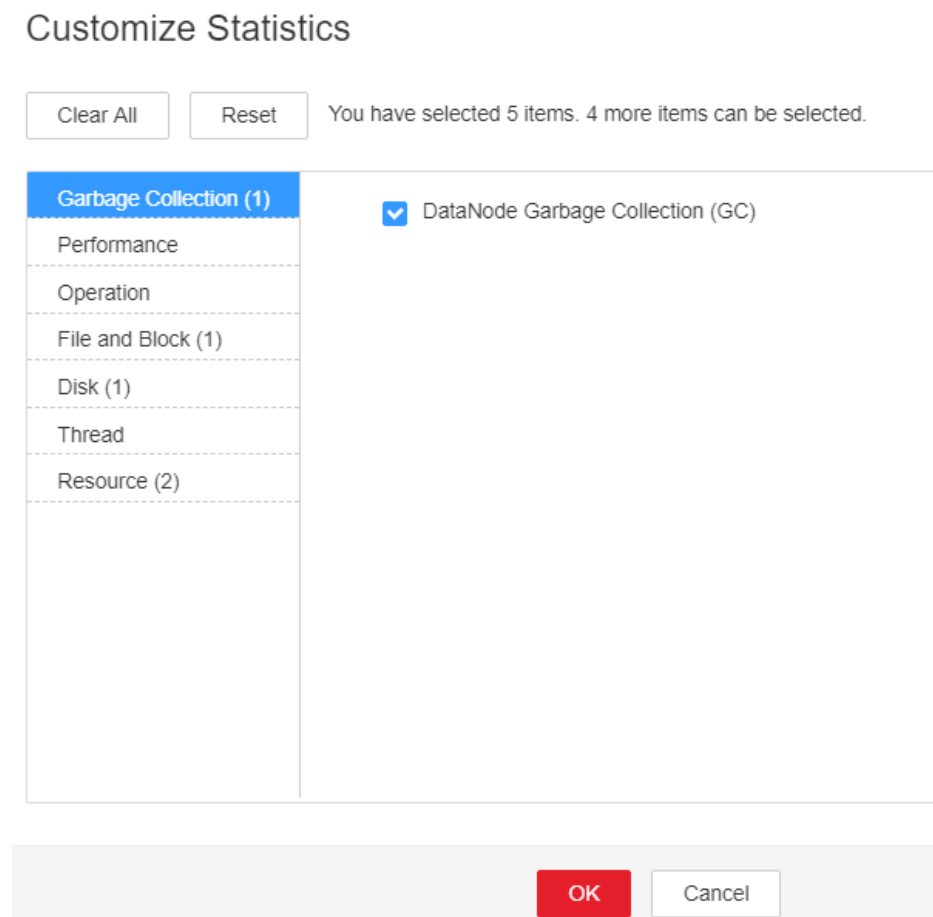 Customize Statistics
Clear All Reset You have selected 5 items. 4 more items can be selected.
Garbage Collection (1)
DataNode Garbage Collection (GC)
Performance
Operation
File and Block (1)
Disk (1)
Thread
Resource (2)
OK Cancel